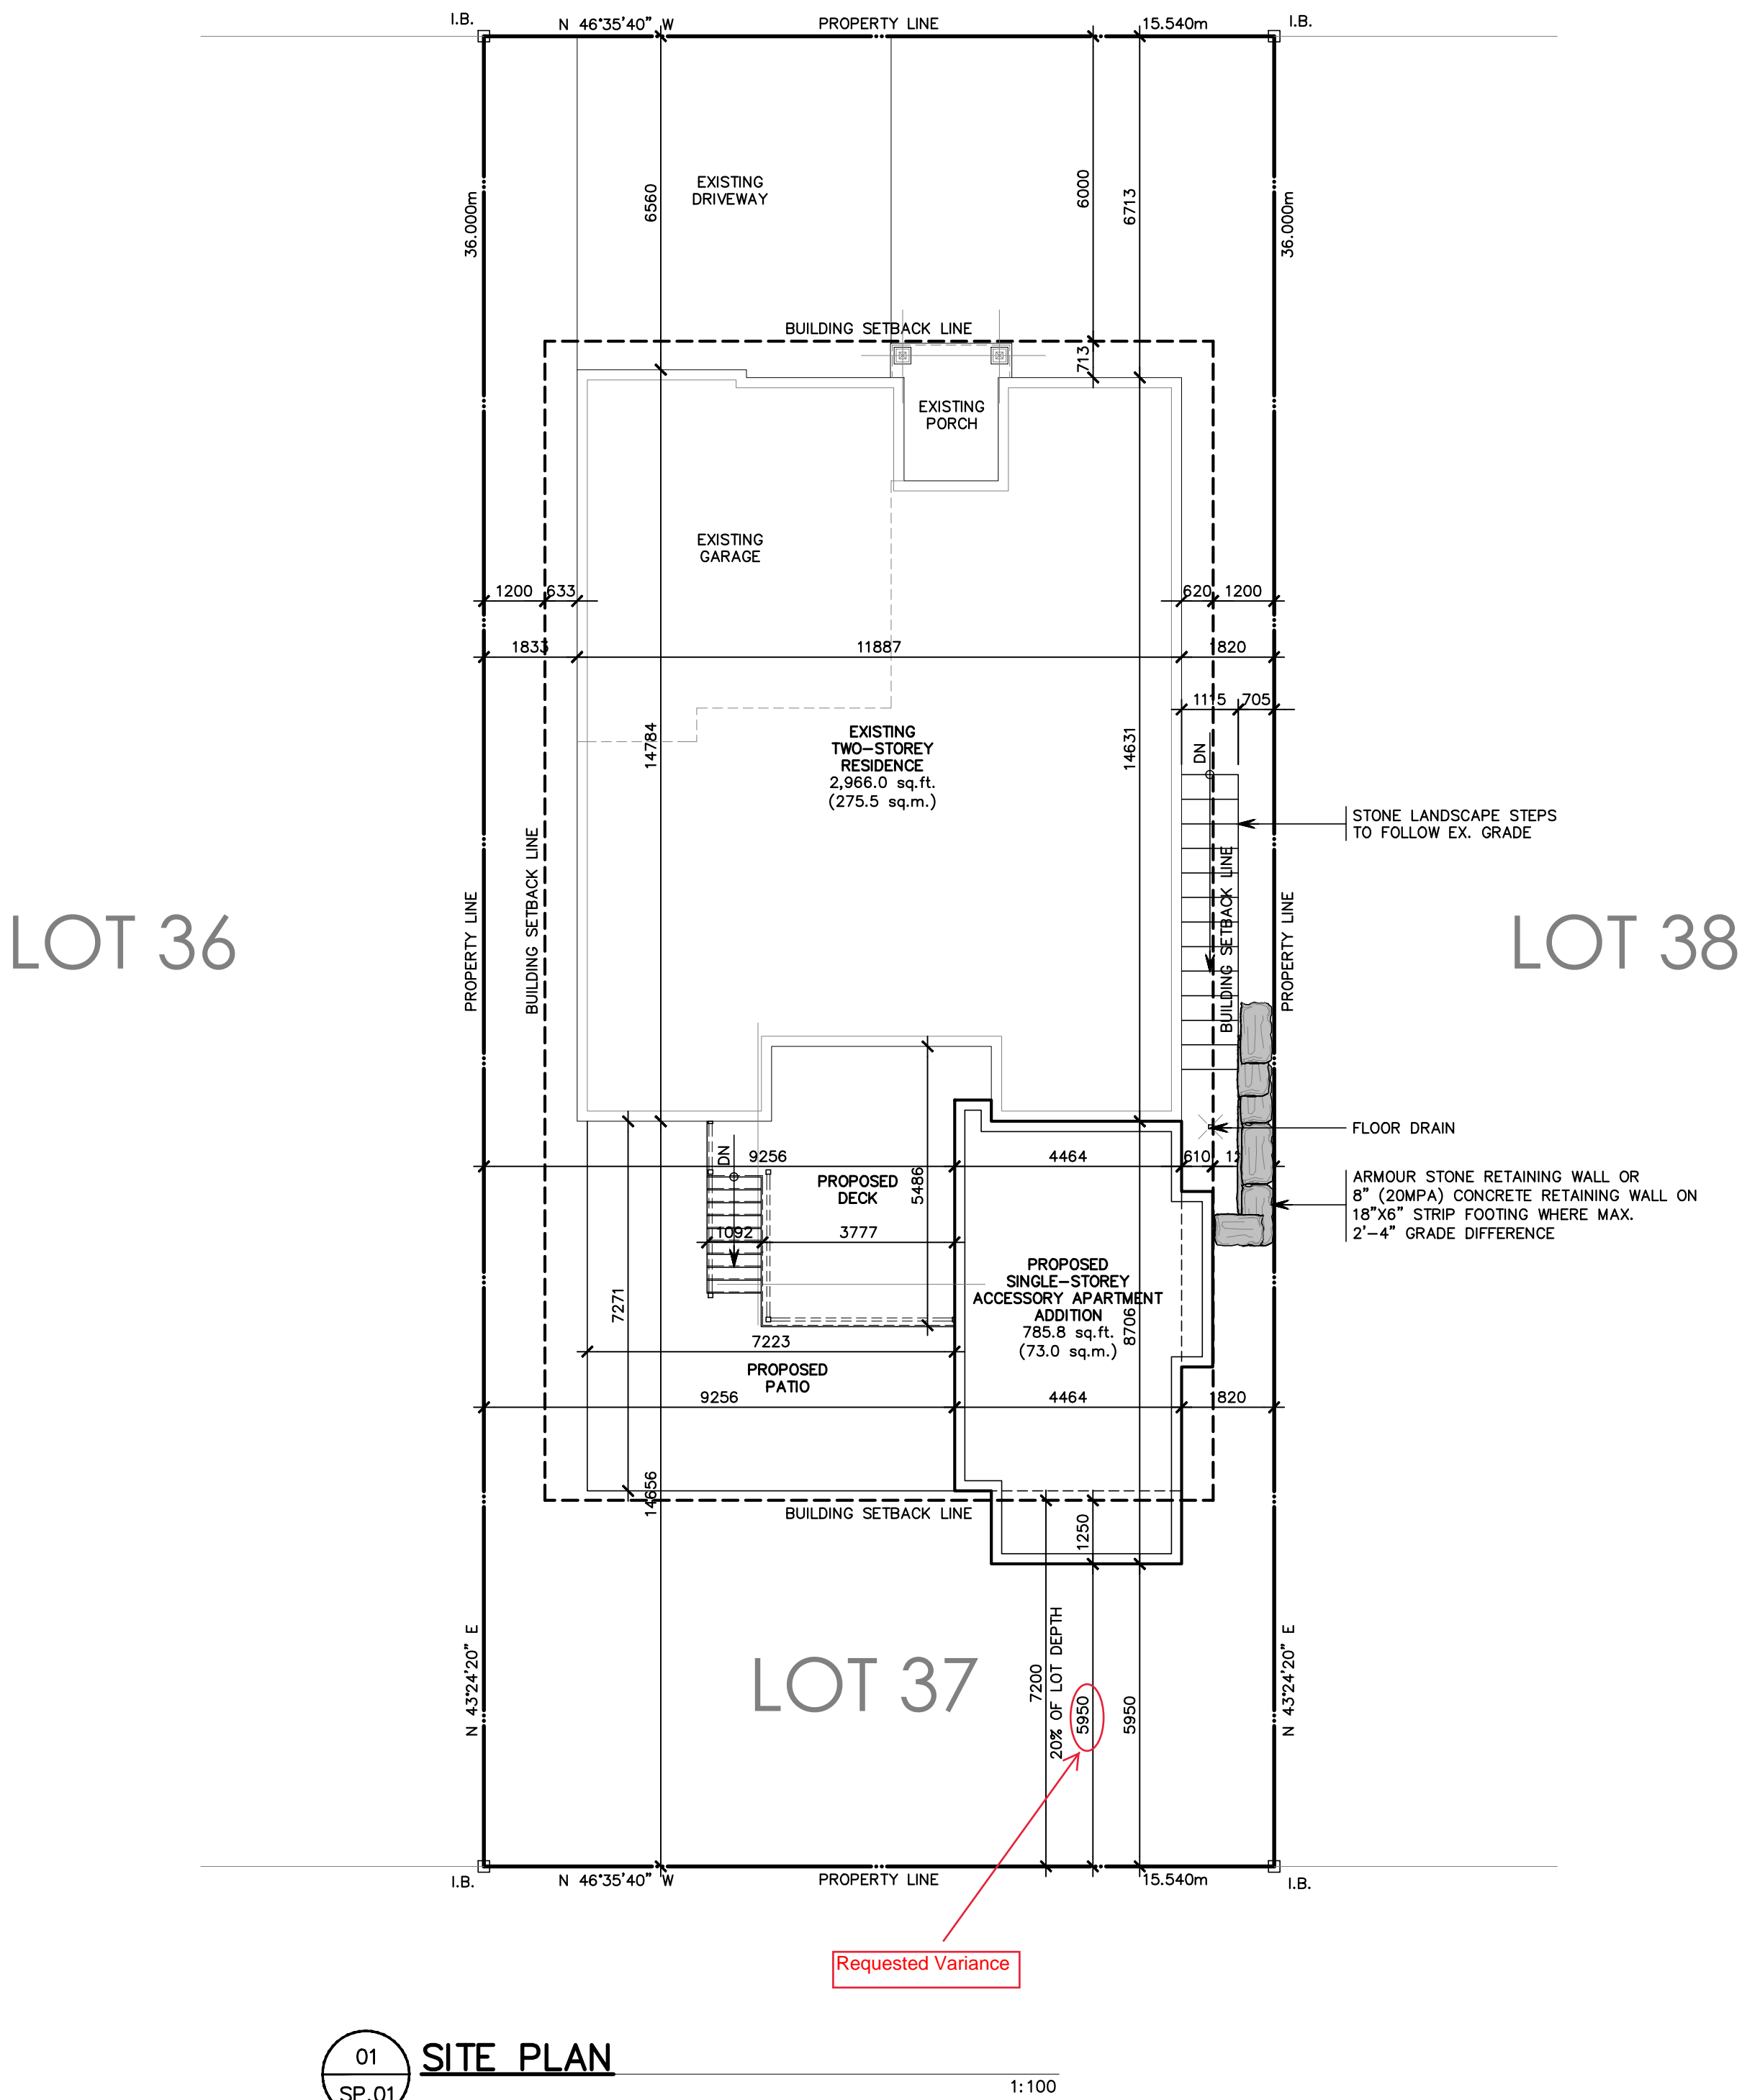 I.B.
N 46°35'40" W
PROPERTY LINE
15.540m
I.B.
36.000m
6560
EXISTING
DRIVEWAY
6000
6713
36.000m
BUILDING SETBACK LINE
713
EXISTING
PORCH
EXISTING
GARAGE
1200
633
620
1200
1833
11887
1820
1115
705
14784
EXISTING
TWO-STOREY
RESIDENCE
2,966.0 sq.ft.
(275.5 sq.m.)
14631
DN
STONE LANDSCAPE STEPS
TO FOLLOW EX. GRADE
LOT 36
PROPERTY LINE
BUILDING SETBACK LINE
BUILDING SETBACK LINE
PROPERTY LINE
LOT 38
FLOOR DRAIN
DN
9256
4464
610
12
PROPOSED
DECK
5486
ARMOUR STONE RETAINING WALL OR
8" (20MPA) CONCRETE RETAINING WALL ON
18"X6" STRIP FOOTING WHERE MAX.
2'-4" GRADE DIFFERENCE
1092
3777
7271
PROPOSED
SINGLE-STOREY
ACCESSORY APARTMENT
ADDITION
785.8 sq.ft.
(73.0 sq.m.)
8706
7223
PROPOSED
PATIO
9256
4464
1820
14656
BUILDING SETBACK LINE
1250
N 43°24'20" E
LOT 37
7200
20% OF LOT DEPTH
5950
5950
N 43°24'20" E
I.B.
N 46°35'40" W
PROPERTY LINE
15.540m
I.B.
Requested Variance
01
SP.01
SITE PLAN
1:100